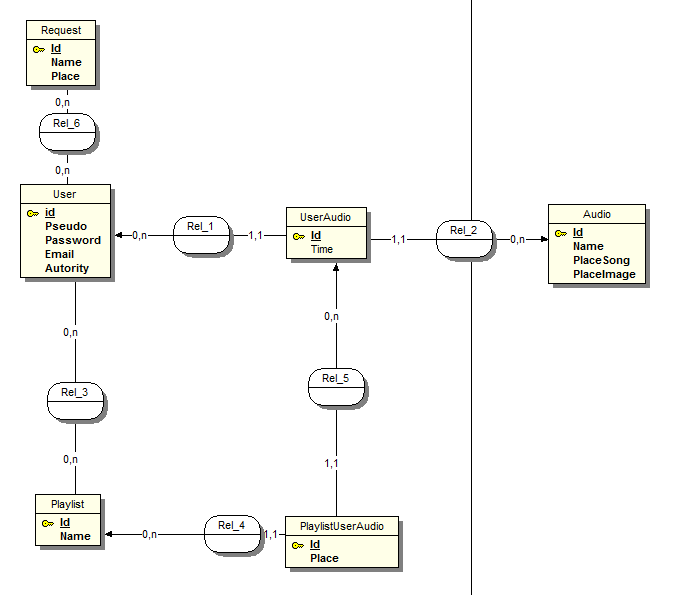 Request
Id
Name
Place
0,n
Rel_6
0,n
User
id
Pseudo
Password
Email
Autority
0,n
Rel_1
1,1
UserAudio
Id
Time
1,1
Rel_2
0,n
Audio
Id
Name
PlaceSong
PlaceImage
0,n
Rel_3
0,n
0,n
Rel_5
1,1
Playlist
Id
Name
0,n
Rel_4
1,1
PlaylistUserAudio
Id
Place